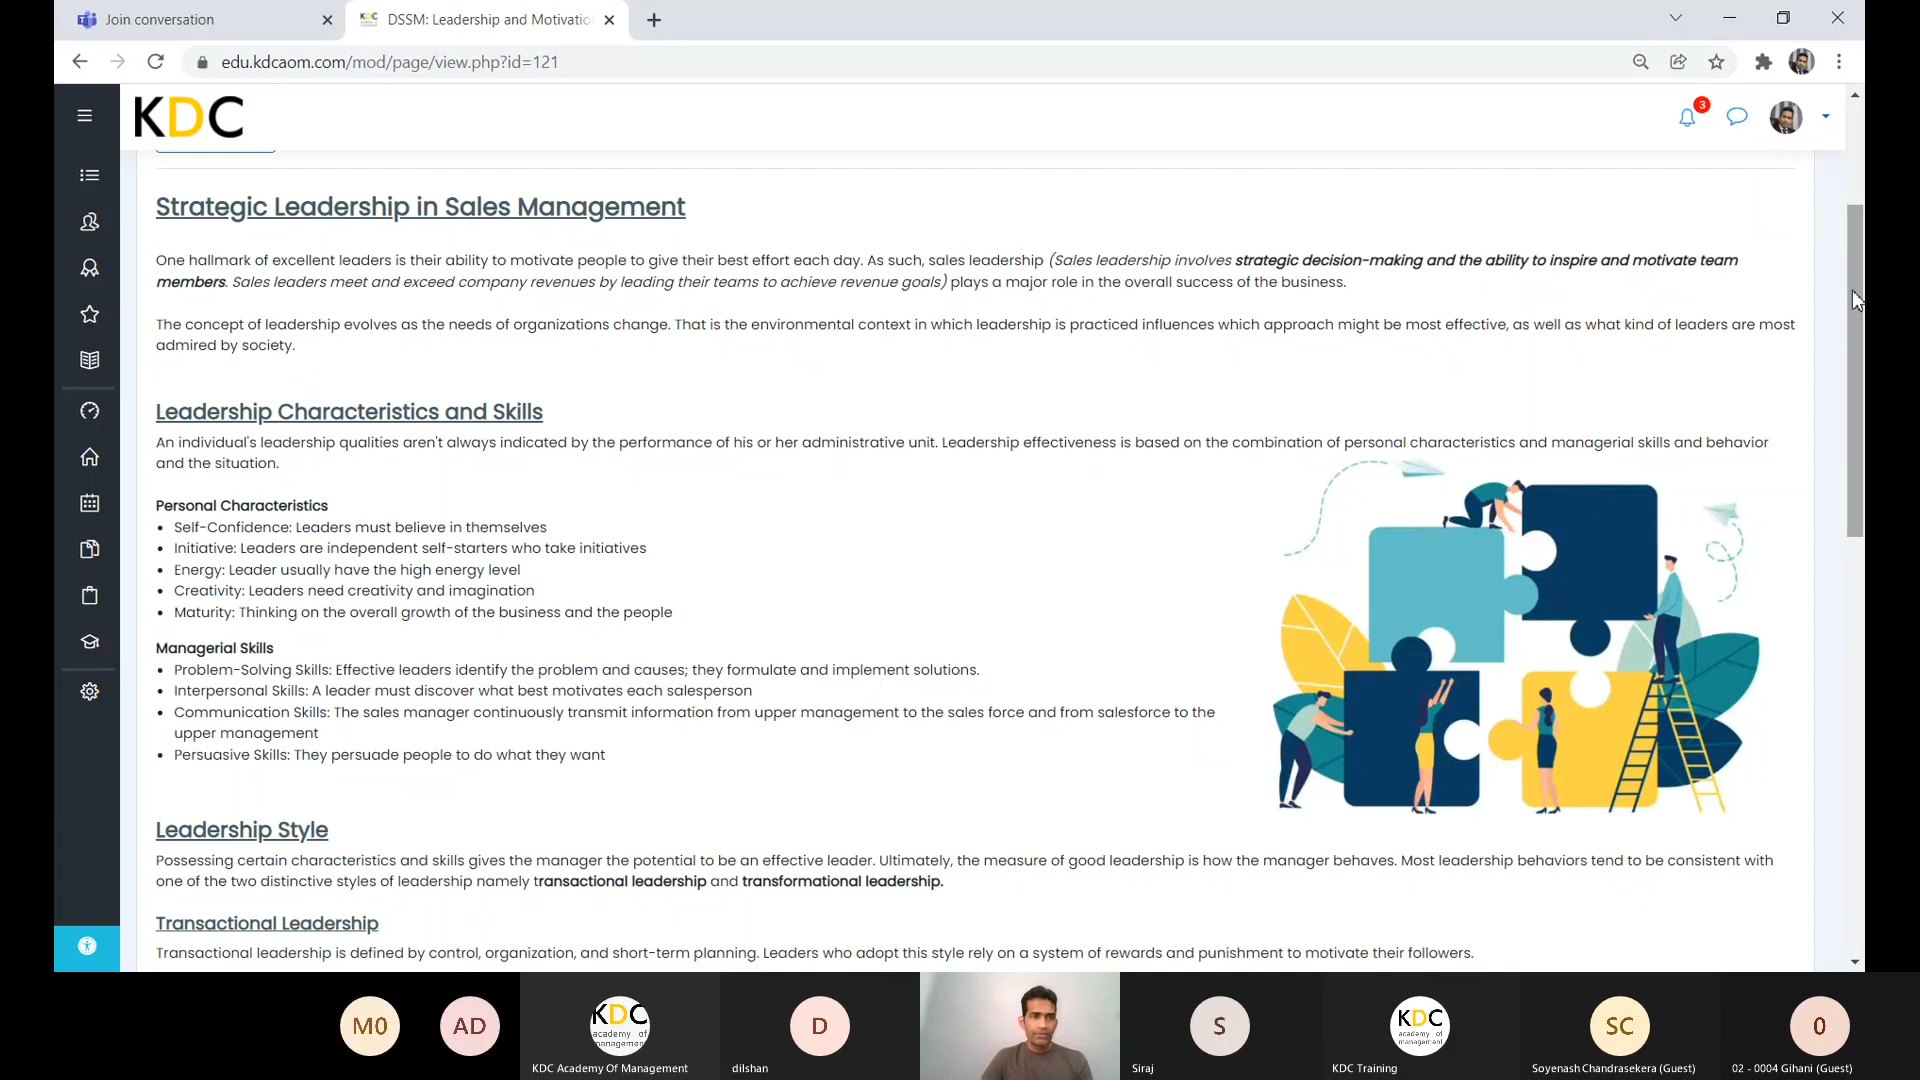 Join conversation
DSSM: Leadership and Motivatio
edu.kdcaom.com/mod/page/view.php?id=121
KDC
3
Strategic Leadership in Sales Management
One hallmark of excellent leaders is their ability to motivate people to give their best effort each day. As such, sales leadership (Sales leadership involves strategic decision-making and the ability to inspire and motivate team
members. Sales leaders meet and exceed company revenues by leading their teams to achieve revenue goals) plays a major role in the overall success of the business.
The concept of leadership evolves as the needs of organizations change. That is the environmental context in which leadership is practiced influences which approach might be most effective, as well as what kind of leaders are most
admired by society.
Leadership Characteristics and Skills
An individual's leadership qualities aren't always indicated by the performance of his or her administrative unit. Leadership effectiveness is based on the combination of personal characteristics and managerial skills and behavior
and the situation.
Personal Characteristics
• Self-Confidence: Leaders must believe in themselves
• Initiative: Leaders are independent self-starters who take initiatives
• Energy: Leader usually have the high energy level
• Creativity: Leaders need creativity and imagination
• Maturity: Thinking on the overall growth of the business and the people
Managerial Skills
• Problem-Solving Skills: Effective leaders identify the problem and causes; they formulate and implement solutions.
• Interpersonal Skills: A leader must discover what best motivates each salesperson
• Communication Skills: The sales manager continuously transmit information from upper management to the sales force and from salesforce to the
upper management
• Persuasive Skills: They persuade people to do what they want
Leadership Style
Possessing certain characteristics and skills gives the manager the potential to be an effective leader. Ultimately, the measure of good leadership is how the manager behaves. Most leadership behaviors tend to be consistent with
one of the two distinctive styles of leadership namely transactional leadership and transformational leadership.
Transactional Leadership
Transactional leadership is defined by control, organization, and short-term planning. Leaders who adopt this style rely on a system of rewards and punishment to motivate their followers.
M0
AD
KDC
academy of
management
KDC Academy Of Management
D
dilshan
S
Siraj
KDC
academy of
management
KDC Training
SC
Soyenash Chandrasekera (Guest)
0
02 - 0004 Gihani (Guest)